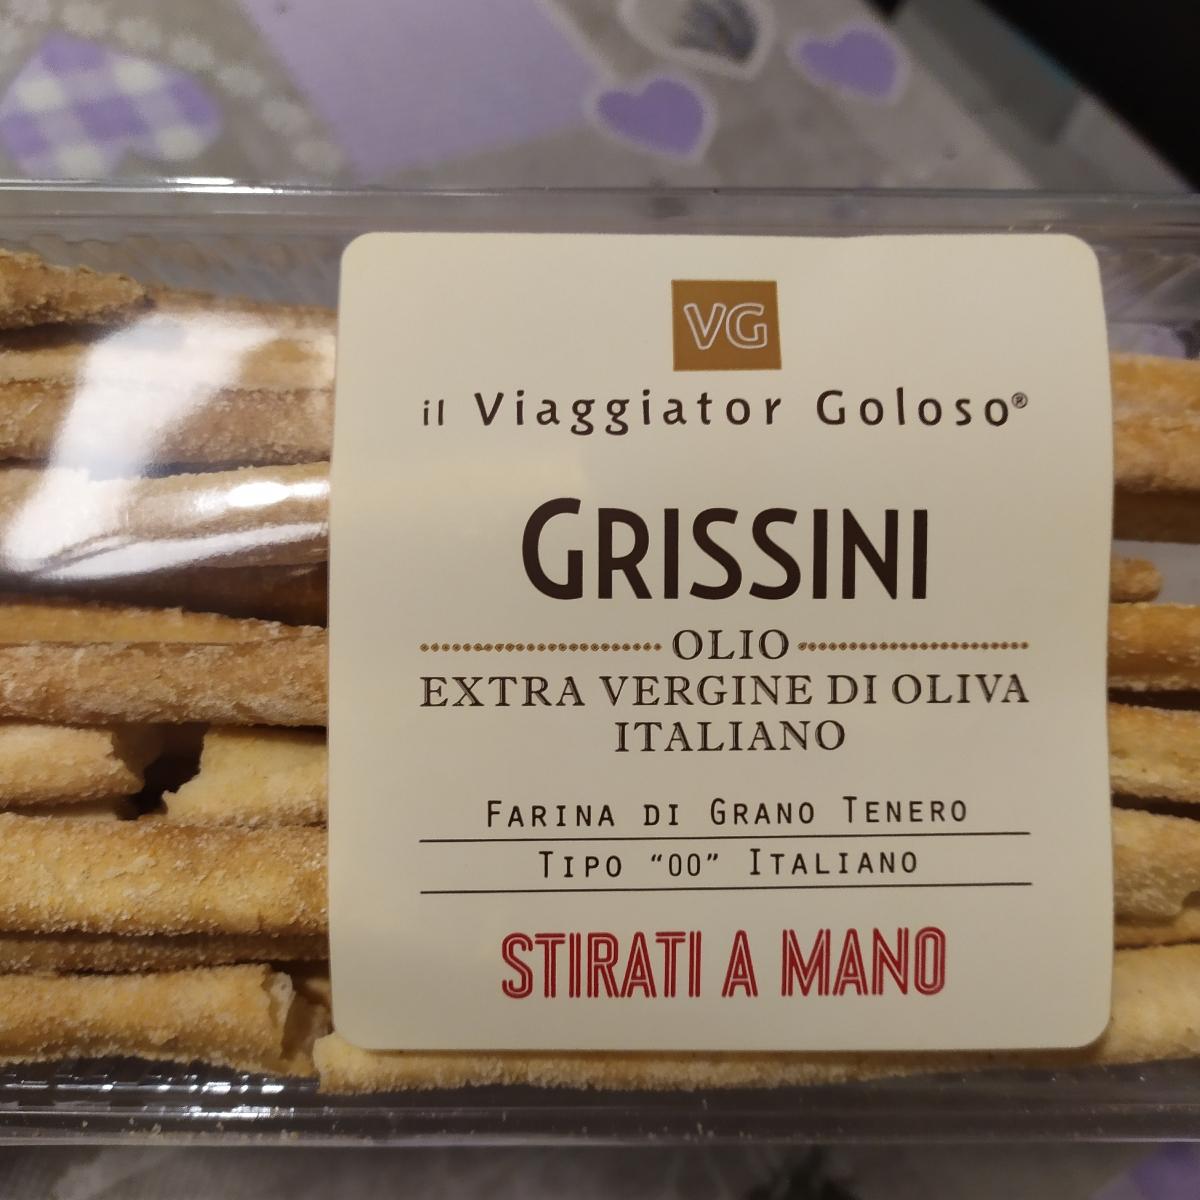 VG
il Viaggiator Goloso®
GRISSINI
OLIO
EXTRA VERGINE DI OLIVA
ITALIANO
FARINA DI GRANO TENERO
TIPO “00” ITALIANO
STIRATI A MANO